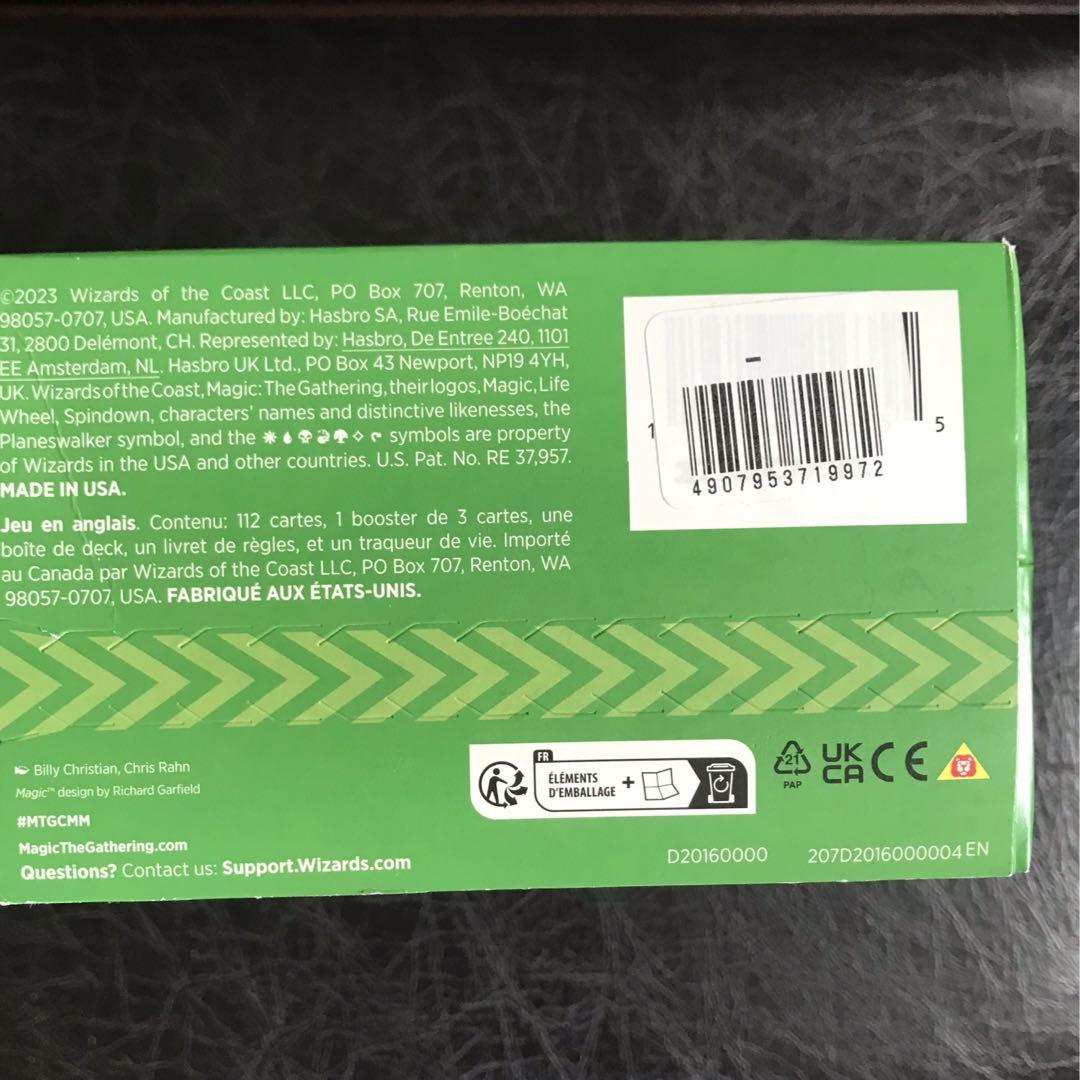 ©2023 Wizards of the Coast LLC, PO Box 707, Renton, WA
98057-0707, USA. Manufactured by: Hasbro SA, Rue Emile-Boéchat
31, 2800 Delémont, CH. Represented by: Hasbro, De Entree 240, 1101
EE Amsterdam, NL. Hasbro UK Ltd., PO Box 43 Newport, NP19 4YH,
UK. Wizards of the Coast, Magic: The Gathering, their logos, Magic, Life
Wheel, Spindown, characters' names and distinctive likenesses, the
Planeswalker symbol, and the symbols are property
of Wizards in the USA and other countries. U.S. Pat. No. RE 37,957.
MADE IN USA.
Jeu en anglais. Contenu: 112 cartes, 1 booster de 3 cartes, une
boîte de deck, un livret de règles, et un traqueur de vie. Importé
au Canada par Wizards of the Coast LLC, PO Box 707, Renton, WA
98057-0707, USA. FABRIQUÉ AUX ÉTATS-UNIS.
1
5
4907953719972
Billy Christian, Chris Rahn
Magic™ design by Richard Garfield
#MTGCMM
MagicTheGathering.com
Questions? Contact us: Support.Wizards.com
FR
ÉLÉMENTS
D'EMBALLAGE
+
21
PAP
UK
CA
CE
D20160000
207D2016000004 EN